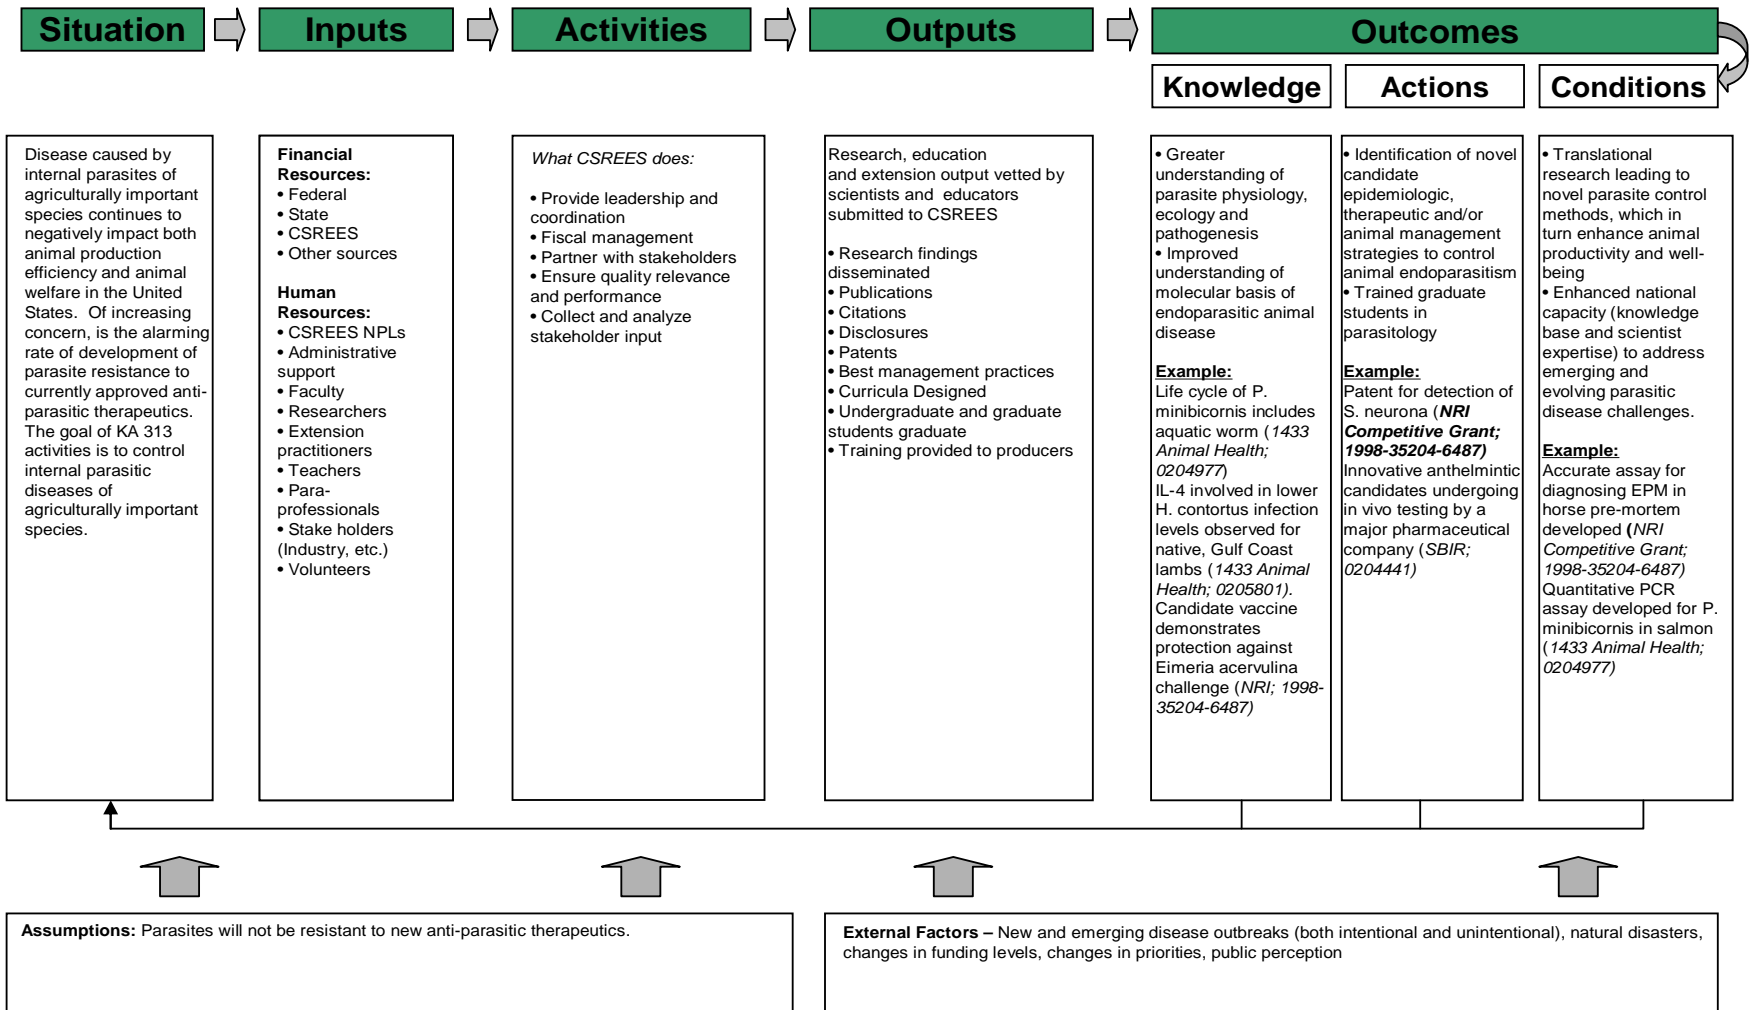 Situation
Inputs
Activities
Outputs
Outcomes
Knowledge
Actions
Conditions
Disease caused by
internal parasites of
agriculturally important
species continues to
negatively impact both
animal production
efficiency and animal
welfare in the United
States.  Of increasing
concern, is the alarming
rate of development of
parasite resistance to
currently approved anti-
parasitic therapeutics.
The goal of KA 313
activities is to control
internal parasitic
diseases of
agriculturally important
species.
Financial
Resources:
• Federal
• State
• CSREES
• Other sources
Human
Resources:
• CSREES NPLs
• Administrative
support
• Faculty
• Researchers
• Extension
practitioners
• Teachers
• Para-
professionals
• Stake holders
(Industry, etc.)
• Volunteers
What CSREES does:
• Provide leadership and
coordination
• Fiscal management
• Partner with stakeholders
• Ensure quality relevance
and performance
• Collect and analyze
stakeholder input
Research, education
and extension output vetted by
scientists and  educators
submitted to CSREES
• Research findings
disseminated
• Publications
• Citations
• Disclosures
• Patents
• Best management practices
• Curricula Designed
• Undergraduate and graduate
students graduate
• Training provided to producers
• Greater
understanding of
parasite physiology,
ecology and
pathogenesis
• Improved
understanding of
molecular basis of
endoparasitic animal
disease
Example:
Life cycle of P.
minibicornis includes
aquatic worm (1433
Animal Health;
0204977)
IL-4 involved in lower
H. contortus infection
levels observed for
native, Gulf Coast
lambs (1433 Animal
Health; 0205801).
Candidate vaccine
demonstrates
protection against
Eimeria acervulina
challenge (NRI; 1998-
35204-6487)
• Identification of novel
candidate
epidemiologic,
therapeutic and/or
animal management
strategies to control
animal endoparasitism
• Trained graduate
students in
parasitology
Example:
Patent for detection of
S. neurona (NRI
Competitive Grant;
1998-35204-6487)
Innovative anthelmintic
candidates undergoing
in vivo testing by a
major pharmaceutical
company (SBIR;
0204441)
• Translational
research leading to
novel parasite control
methods, which in
turn enhance animal
productivity and well-
being
• Enhanced national
capacity (knowledge
base and scientist
expertise) to address
emerging and
evolving parasitic
disease challenges.
Example:
Accurate assay for
diagnosing EPM in
horse pre-mortem
developed (NRI
Competitive Grant;
1998-35204-6487)
Quantitative PCR
assay developed for P.
minibicornis in salmon
(1433 Animal Health;
0204977)
Assumptions: Parasites will not be resistant to new anti-parasitic therapeutics.
External Factors – New and emerging disease outbreaks (both intentional and unintentional), natural disasters,
changes in funding levels, changes in priorities, public perception